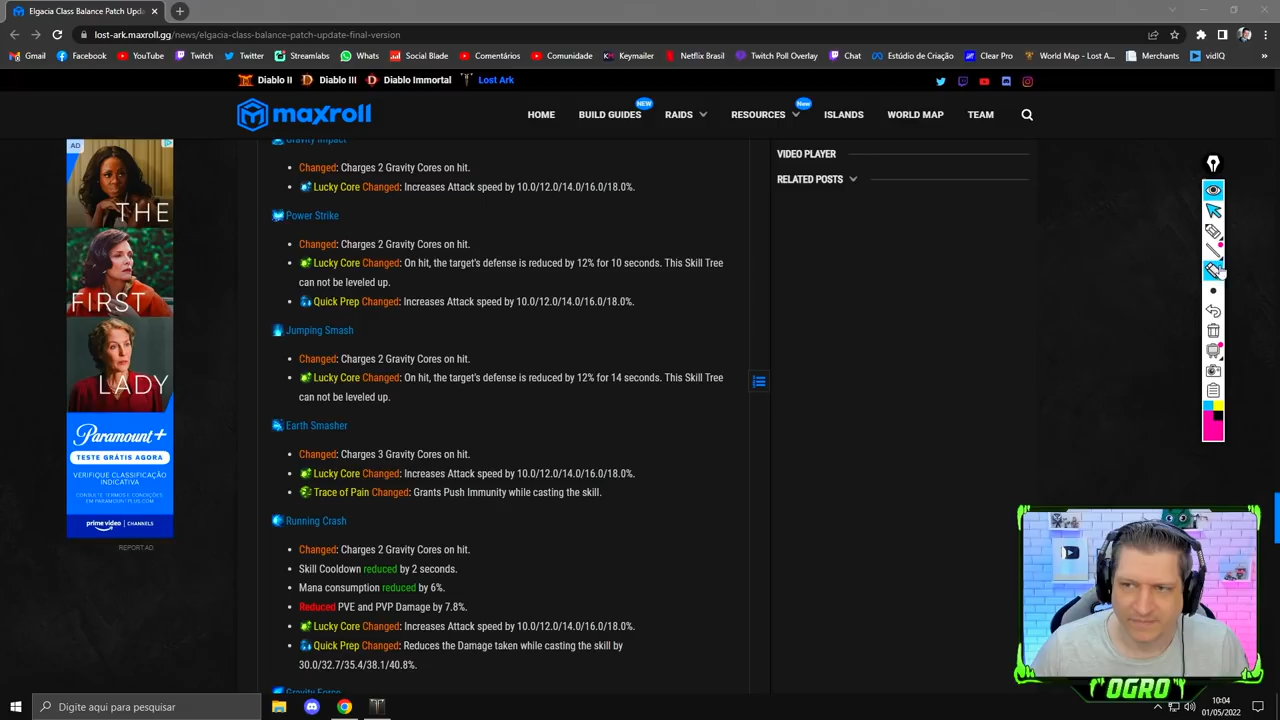 Elgacia Class Balance Patch Upda
lost-ark.maxroll.gg/news/elgacia-class-balance-patch-update-final-version
Gmail Facebook YouTube Twitch Twitter Streamlabs Whats Social Blade Comentários Comunidade Keymailer Netflix Brasil Twitch Poll Overlay Chat Estúdio de Criação Clear Pro World Map - Lost A... Merchants vidIQ »
Diablo II Diablo III Diablo Immortal Lost Ark
maxroll HOME BUILD GUIDES NEW RAIDS RESOURCES New ISLANDS WORLD MAP TEAM
AD
THE
FIRST
LADY
Paramount+
TESTE GRÁTIS AGORA
VERIFIQUE CLASSIFICAÇÃO
INDICATIVA
CONSULTE TERMOS E CONDIÇÕES
EM PARAMOUNTPLUS.COM
prime video | CHANNELS
REPORT AD
Gravity Impact
• Changed: Charges 2 Gravity Cores on hit.
• Lucky Core Changed: Increases Attack speed by 10.0/12.0/14.0/16.0/18.0%.
Power Strike
• Changed: Charges 2 Gravity Cores on hit.
• Lucky Core Changed: On hit, the target's defense is reduced by 12% for 10 seconds. This Skill Tree
can not be leveled up.
• Quick Prep Changed: Increases Attack speed by 10.0/12.0/14.0/16.0/18.0%.
Jumping Smash
• Changed: Charges 2 Gravity Cores on hit.
• Lucky Core Changed: On hit, the target's defense is reduced by 12% for 14 seconds. This Skill Tree
can not be leveled up.
Earth Smasher
• Changed: Charges 3 Gravity Cores on hit.
• Lucky Core Changed: Increases Attack speed by 10.0/12.0/14.0/16.0/18.0%.
• Trace of Pain Changed: Grants Push Immunity while casting the skill.
Running Crash
• Changed: Charges 2 Gravity Cores on hit.
• Skill Cooldown reduced by 2 seconds.
• Mana consumption reduced by 6%.
• Reduced PVE and PVP Damage by 7.8%.
• Lucky Core Changed: Increases Attack speed by 10.0/12.0/14.0/16.0/18.0%.
• Quick Prep Changed: Reduces the Damage taken while casting the skill by
30.0/32.7/35.4/38.1/40.8%.
Gravity Force
VIDEO PLAYER
RELATED POSTS
"OGRO"
Digite aqui para pesquisar
10:04
01/05/2022